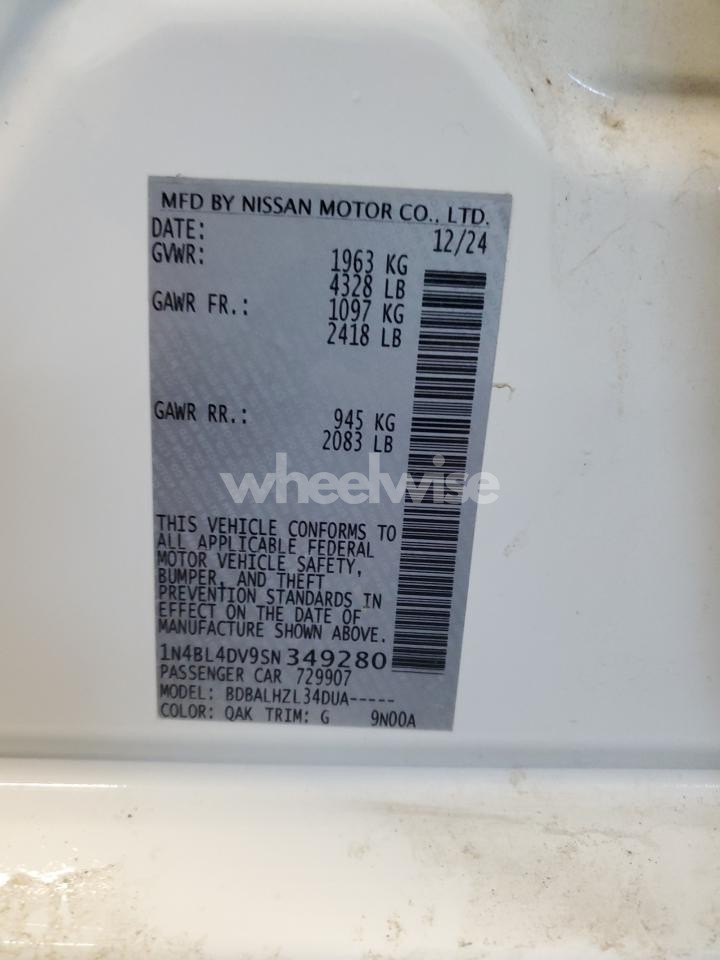 MFD BY NISSAN MOTOR CO., LTD.
DATE: 12/24
GVWR: 1963 KG
4328 LB
GAWR FR.: 1097 KG
2418 LB
GAWR RR.: 945 KG
2083 LB
wheelwise
THIS VEHICLE CONFORMS TO
ALL APPLICABLE FEDERAL
MOTOR VEHICLE SAFETY,
BUMPER, AND THEFT
PREVENTION STANDARDS IN
EFFECT ON THE DATE OF
MANUFACTURE SHOWN ABOVE.
1N4BL4DV9SN349280
PASSENGER CAR 729907
MODEL: BDBALHZL34DUA-----
COLOR: QAK TRIM: G 9N00A